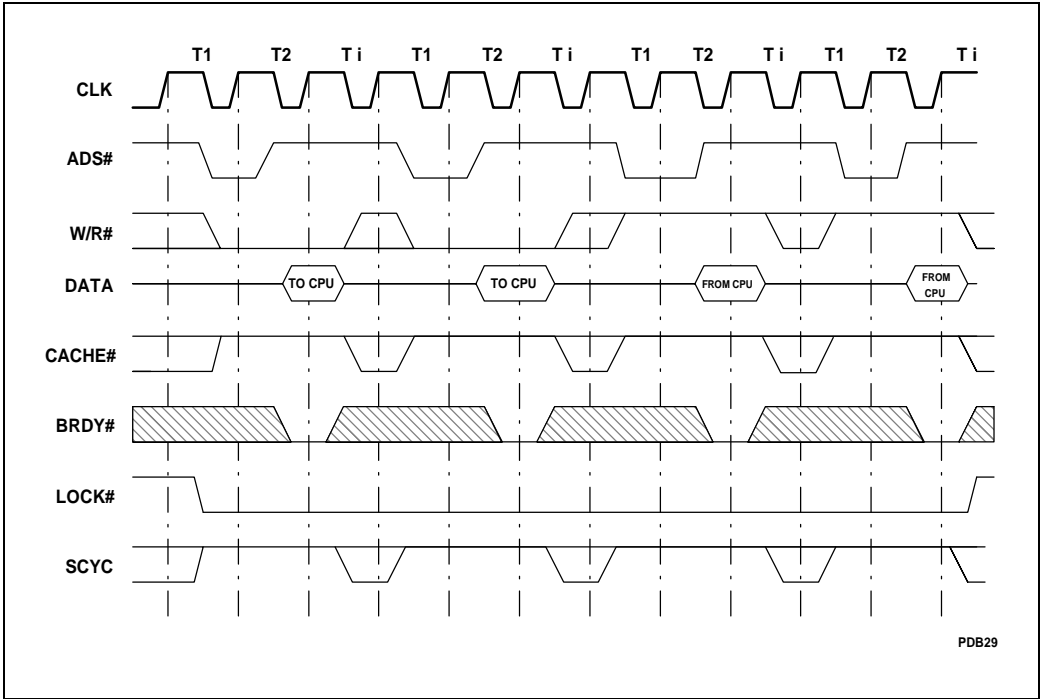 T1 T2 T i T1 T2 T i T1 T2 T i T1 T2 T i
CLK
ADS#
W/R#
DATA
TO CPU TO CPU FROM CPU FROM
CPU
CACHE#
BRDY#
LOCK#
SCYC
PDB29